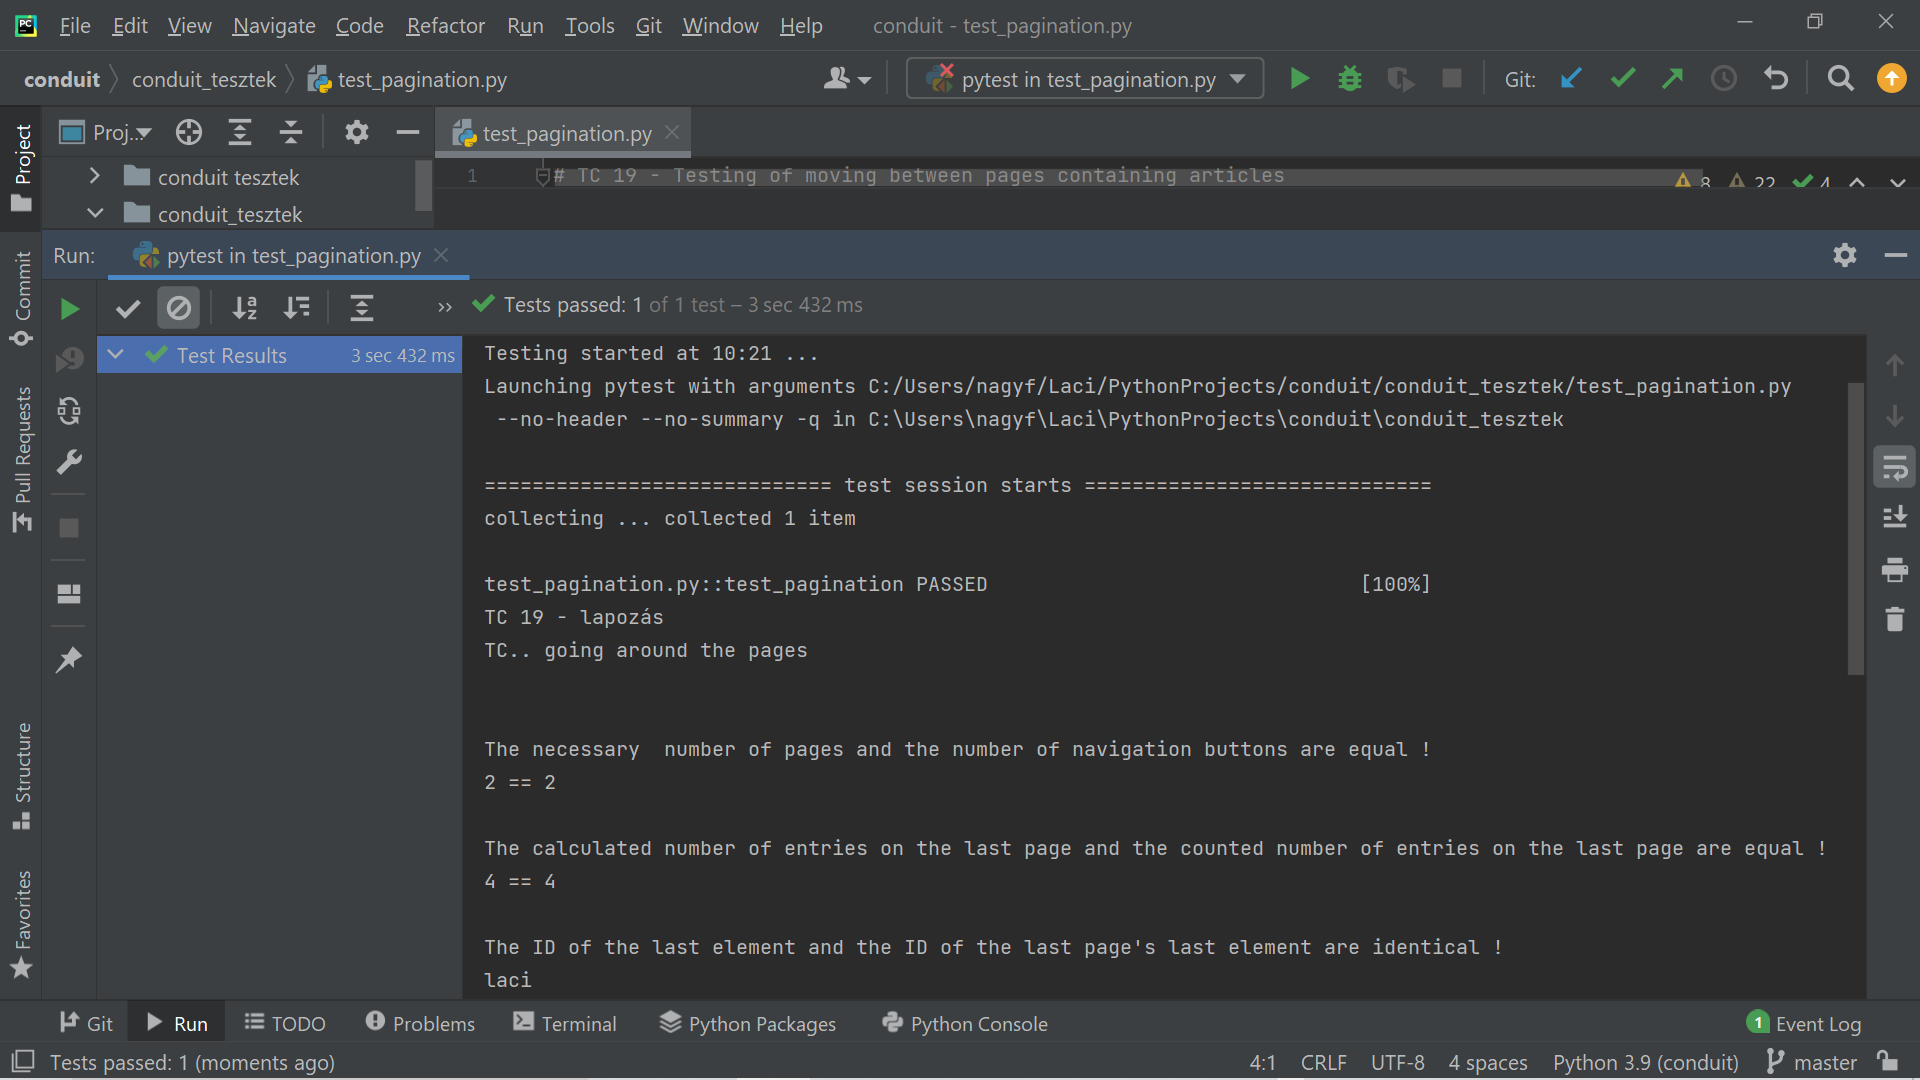 PC File Edit View Navigate Code Refactor Run Tools Git Window Help conduit - test_pagination.py
conduit conduit_tesztek test_pagination.py pytest in test_pagination.py Git:
Project
Proj... test_pagination.py
conduit tesztek
1 # TC 19 - Testing of moving between pages containing articles 8 22 4
conduit_tesztek
Run: pytest in test_pagination.py
Commit
Tests passed: 1 of 1 test – 3 sec 432 ms
Test Results 3 sec 432 ms
Testing started at 10:21 ...
Launching pytest with arguments C:/Users/nagyf/Laci/PythonProjects/conduit/conduit_tesztek/test_pagination.py
--no-header --no-summary -q in C:\Users\nagyf\Laci\PythonProjects\conduit\conduit_tesztek
Pull Requests
============================= test session starts =============================
collecting ... collected 1 item
test_pagination.py::test_pagination PASSED [100%]
TC 19 - lapozás
TC.. going around the pages
The necessary  number of pages and the number of navigation buttons are equal !
2 == 2
Structure
The calculated number of entries on the last page and the counted number of entries on the last page are equal !
4 == 4
Favorites
The ID of the last element and the ID of the last page's last element are identical !
laci
Git Run TODO Problems Terminal Python Packages Python Console 1 Event Log
Tests passed: 1 (moments ago) 4:1 CRLF UTF-8 4 spaces Python 3.9 (conduit) master